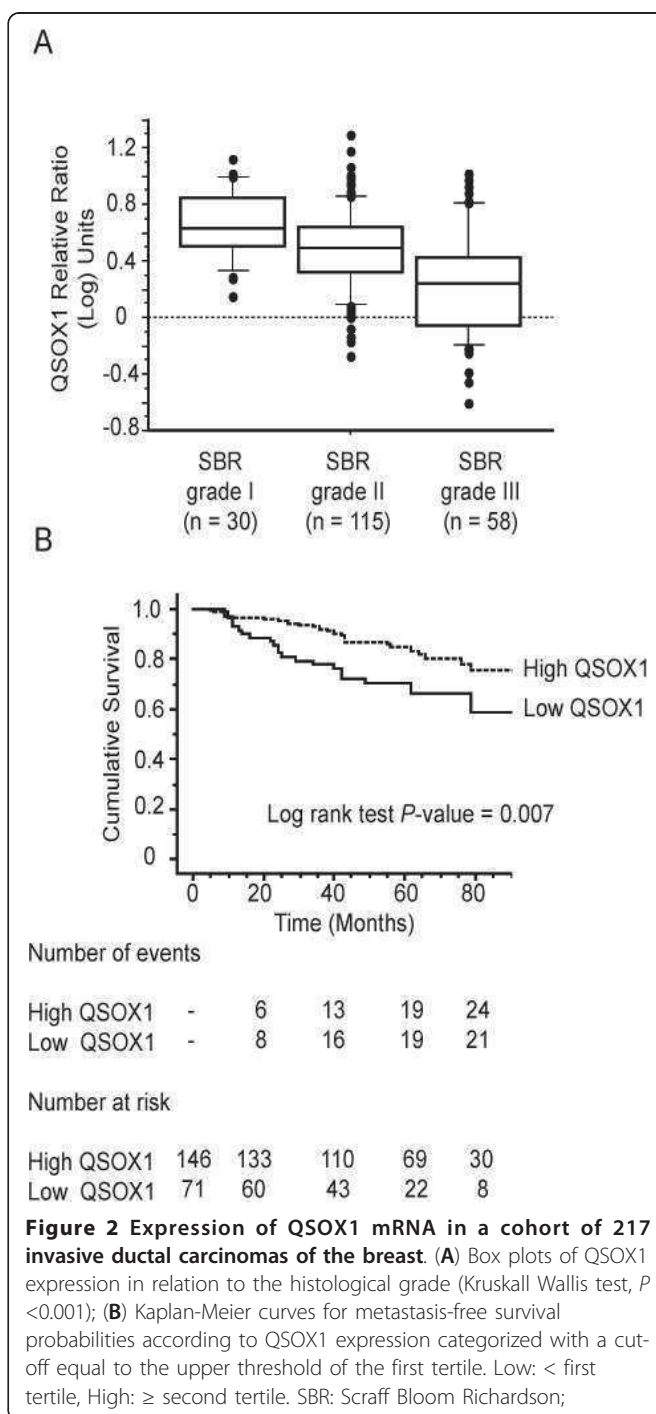 A
QSOX1 Relative Ratio
(Log) Units
1.2
0.8
0.4
0
-0.4
-0.8
SBR
grade I
(n = 30)
SBR
grade II
(n = 115)
SBR
grade III
(n = 58)
B
Cumulative Survival
1.0
0.8
0.6
0.4
0.2
0
High QSOX1
Low QSOX1
Log rank test P-value = 0.007
0 20 40 60 80
Time (Months)
Number of events
High QSOX1 - 6 13 19 24
Low QSOX1 - 8 16 19 21
Number at risk
High QSOX1 146 133 110 69 30
Low QSOX1 71 60 43 22 8
Figure 2 Expression of QSOX1 mRNA in a cohort of 217
invasive ductal carcinomas of the breast. (A) Box plots of QSOX1
expression in relation to the histological grade (Kruskall Wallis test, P
<0.001); (B) Kaplan-Meier curves for metastasis-free survival
probabilities according to QSOX1 expression categorized with a cut-
off equal to the upper threshold of the first tertile. Low: < first
tertile, High: ≥ second tertile. SBR: Scraff Bloom Richardson;